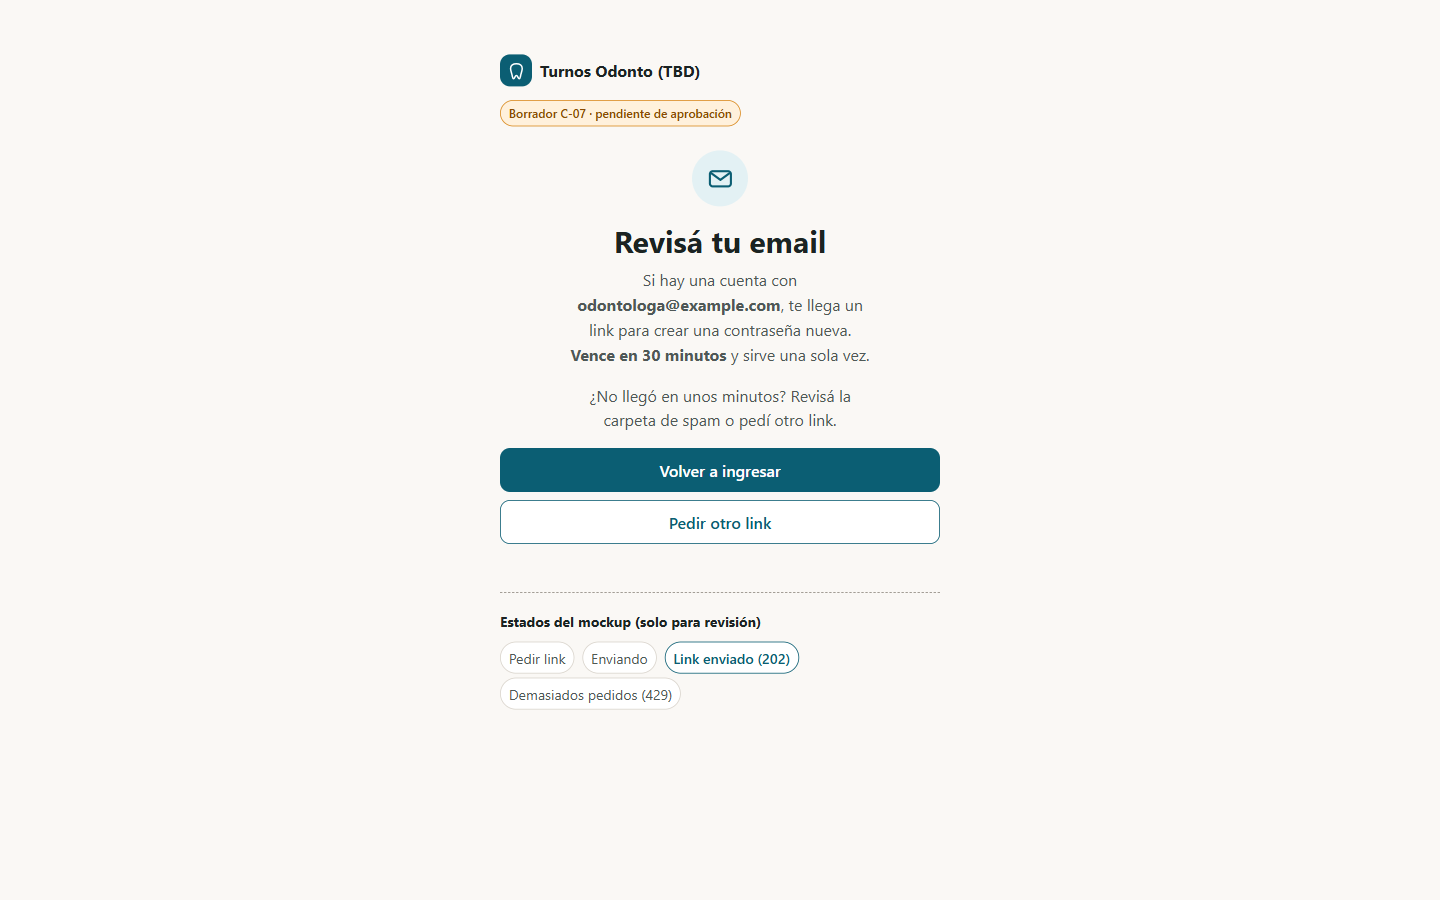 Turnos Odonto (TBD)
Borrador C-07 · pendiente de aprobación
Revisá tu email
Si hay una cuenta con
odontologa@example.com, te llega un
link para crear una contraseña nueva.
Vence en 30 minutos y sirve una sola vez.
¿No llegó en unos minutos? Revisá la
carpeta de spam o pedí otro link.
Volver a ingresar
Pedir otro link
Estados del mockup (solo para revisión)
Pedir link Enviando Link enviado (202)
Demasiados pedidos (429)